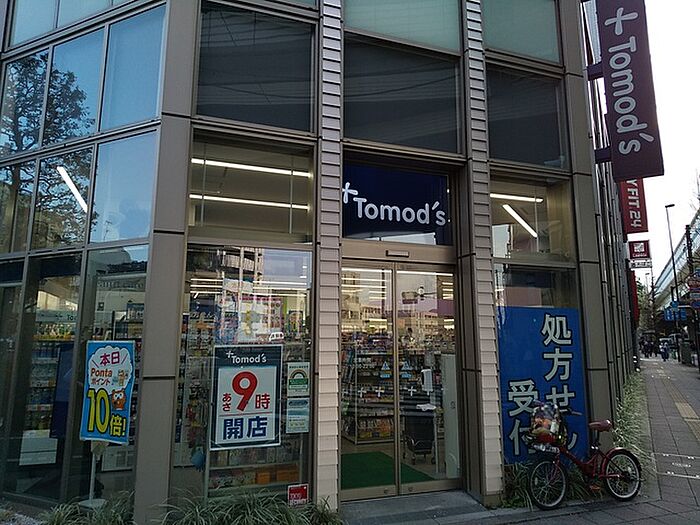 +Tomod's
YFIT24
+Tomod's
本日
Ponta
ポイント
10倍!
+Tomod's
あさ9時
開店
処方せん
受付